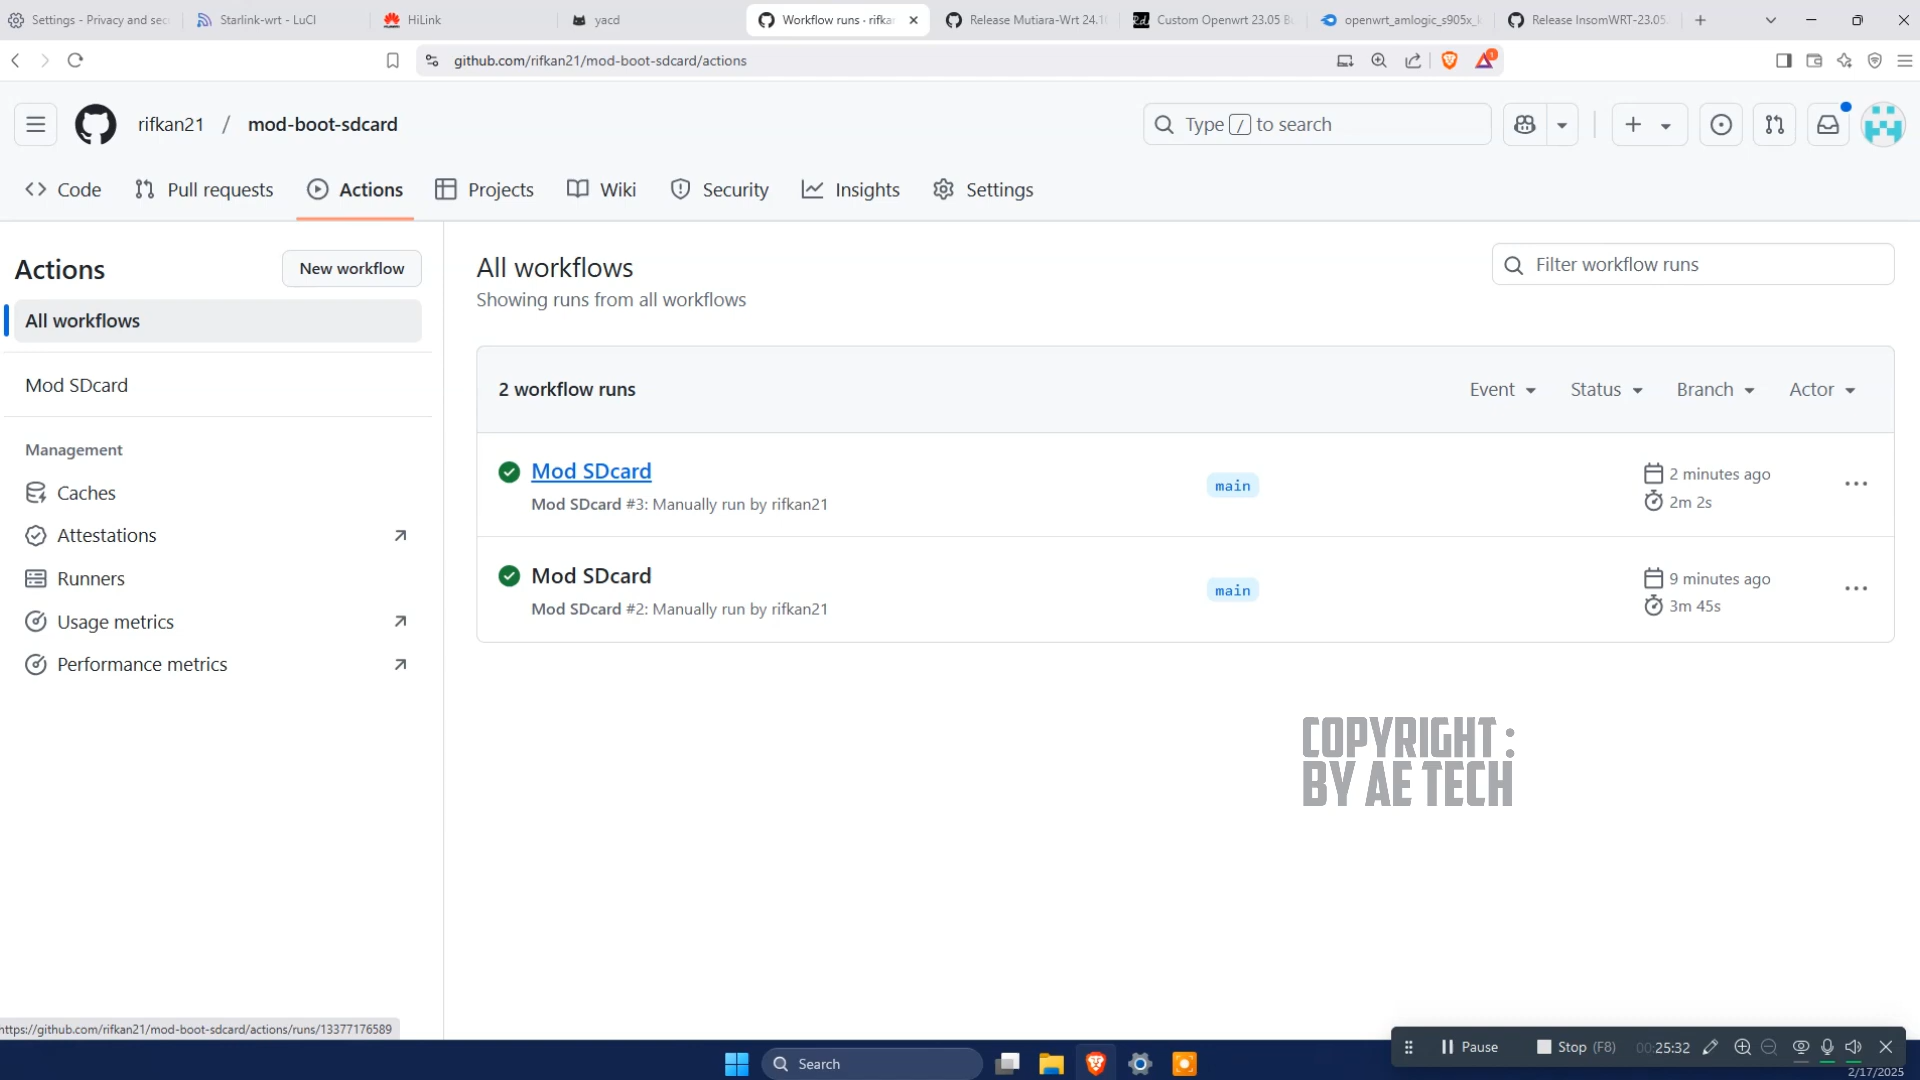 Settings - Privacy and sec
Starlink-wrt - LuCI
HiLink
yacd
Workflow runs · rifka
Release Mutiara-Wrt 24.1
Custom Openwrt 23.05 B
openwrt_amlogic_s905x_k
Release InsomWRT-23.05.
github.com/rifkan21/mod-boot-sdcard/actions
1
rifkan21 / mod-boot-sdcard
Type / to search
Code
Pull requests
Actions
Projects
Wiki
Security
Insights
Settings
Actions
New workflow
All workflows
Mod SDcard
Management
Caches
Attestations
Runners
Usage metrics
Performance metrics
All workflows
Showing runs from all workflows
Filter workflow runs
2 workflow runs
Event
Status
Branch
Actor
Mod SDcard
Mod SDcard #3: Manually run by rifkan21
main
2 minutes ago
2m 2s
Mod SDcard
Mod SDcard #2: Manually run by rifkan21
main
9 minutes ago
3m 45s
COPYRIGHT :
BY AE TECH
https://github.com/rifkan21/mod-boot-sdcard/actions/runs/13377176589
Search
Pause
Stop (F8)
00:25:32
2/17/2025